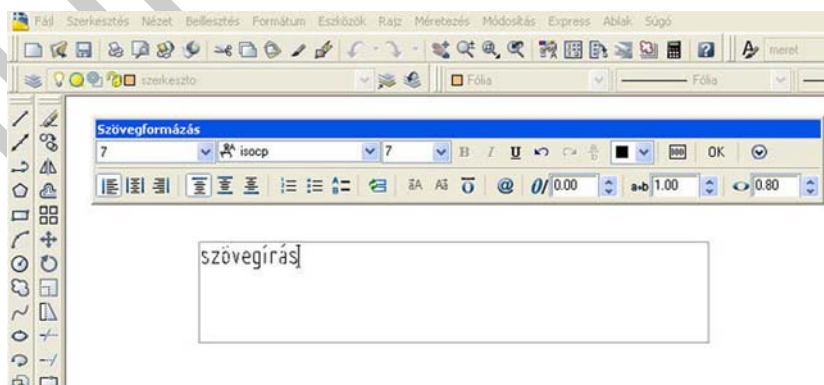 Fájl Szerkesztés Nézet Beillesztés Formátum Eszközök Rajz Méretezés Módosítás Express Ablak Súgó
meret
szerkeszto Fólia Fólia
Szövegformázás
7 isocp 7 B I U OK
@ 0/ 0.00 a•b 1.00 0.80
szövegírás